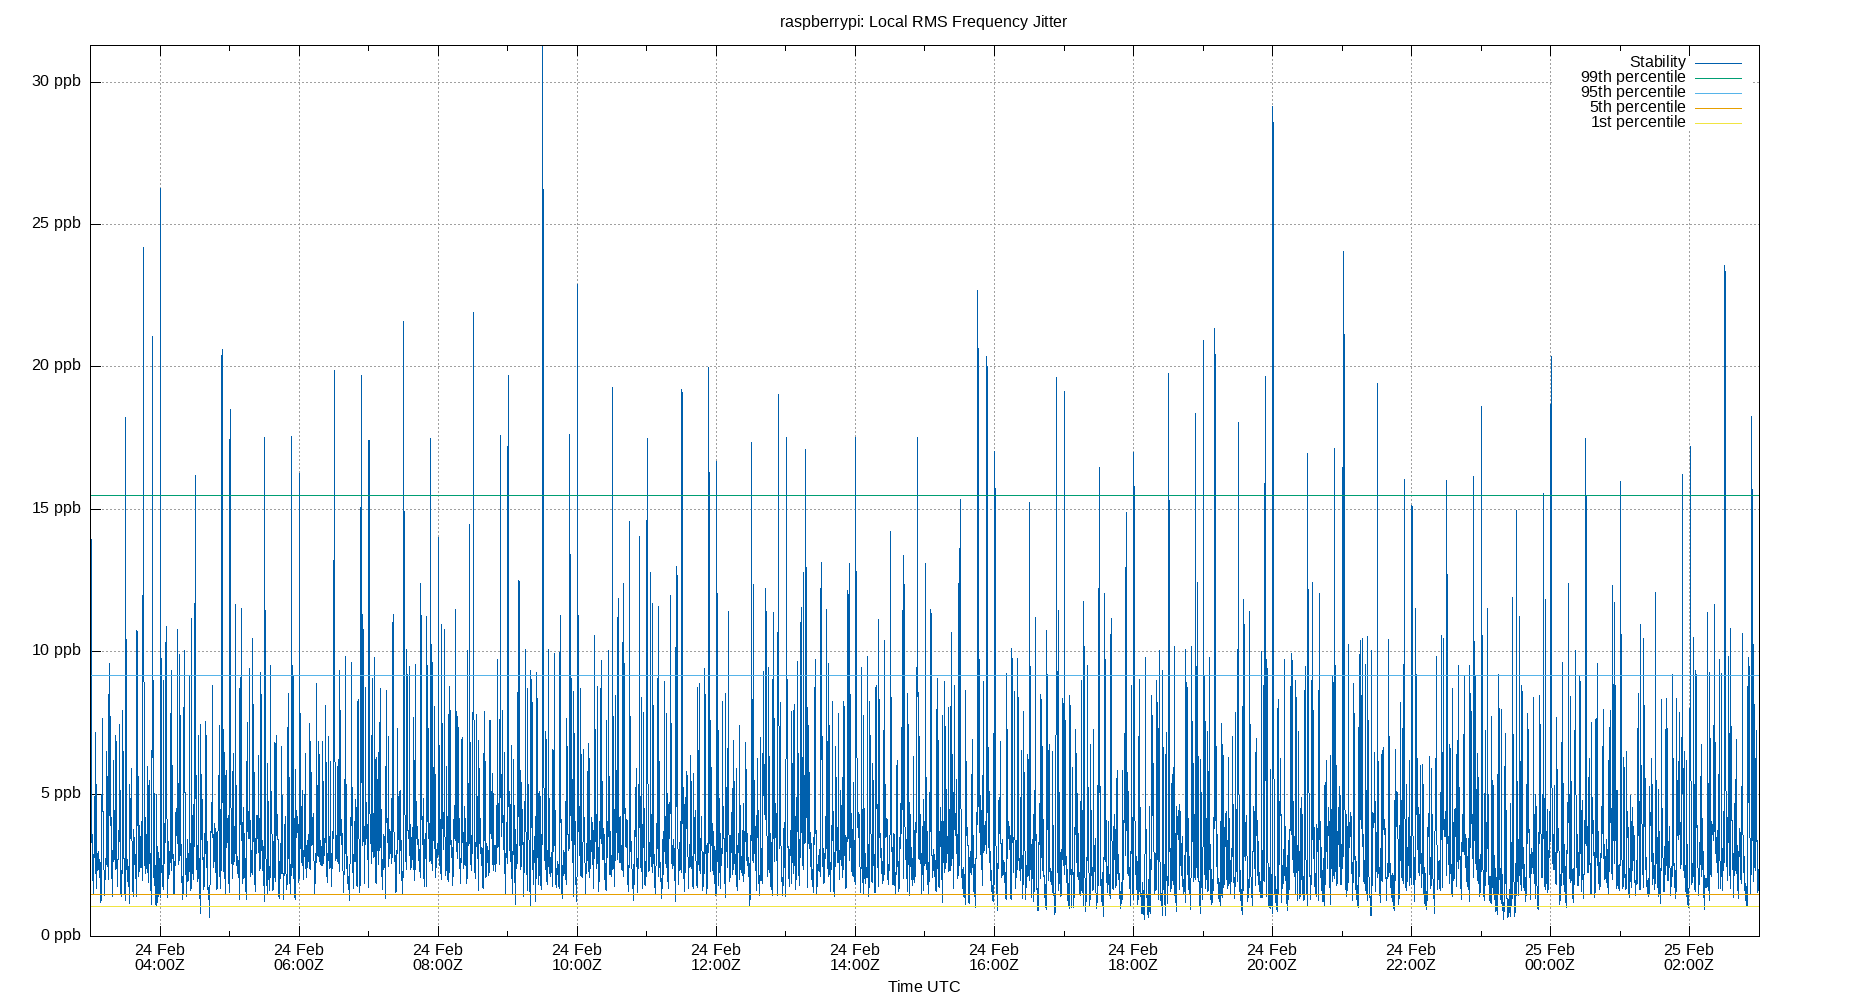 raspberrypi: Local RMS Frequency Jitter
Stability
99th percentile
95th percentile
5th percentile
1st percentile
30 ppb
25 ppb
20 ppb
15 ppb
10 ppb
5 ppb
0 ppb
24 Feb 24 Feb 24 Feb 24 Feb 24 Feb 24 Feb 24 Feb 24 Feb 24 Feb 24 Feb 25 Feb 25 Feb
04:00Z 06:00Z 08:00Z 10:00Z 12:00Z 14:00Z 16:00Z 18:00Z 20:00Z 22:00Z 00:00Z 02:00Z
Time UTC